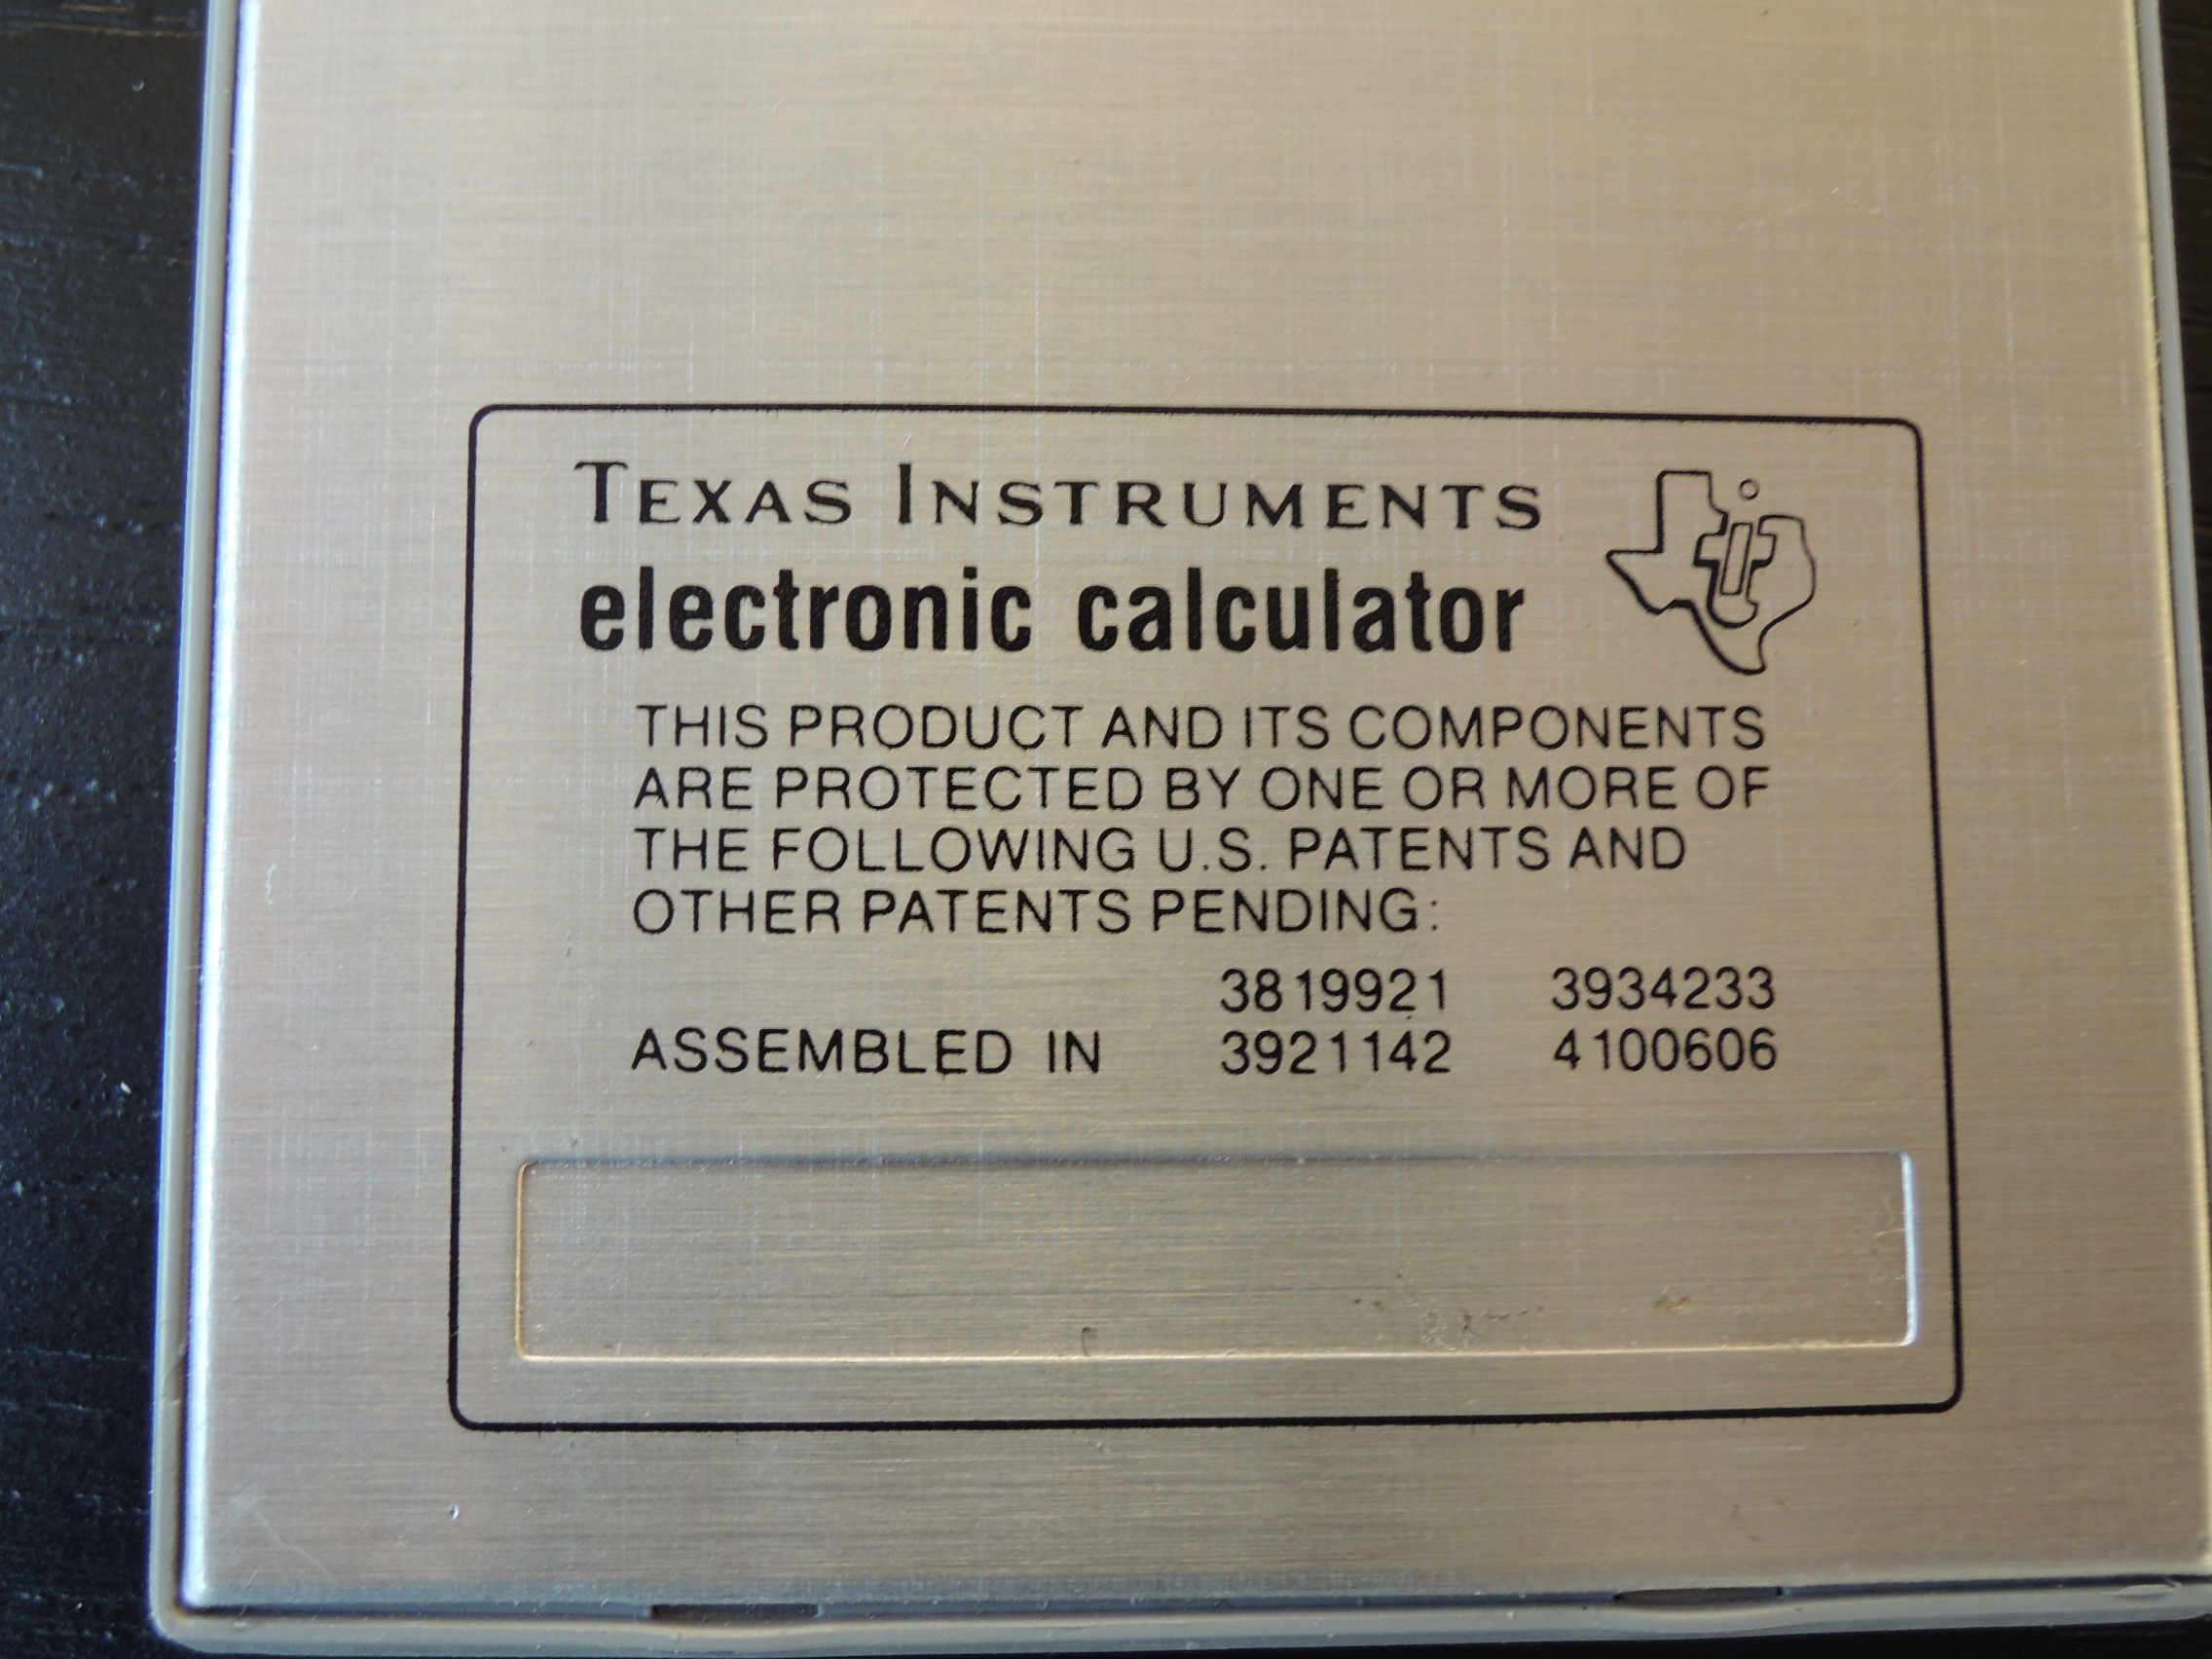 TEXAS INSTRUMENTS
electronic calculator
THIS PRODUCT AND ITS COMPONENTS
ARE PROTECTED BY ONE OR MORE OF
THE FOLLOWING U.S. PATENTS AND
OTHER PATENTS PENDING:
3819921 3934233
ASSEMBLED IN 3921142 4100606